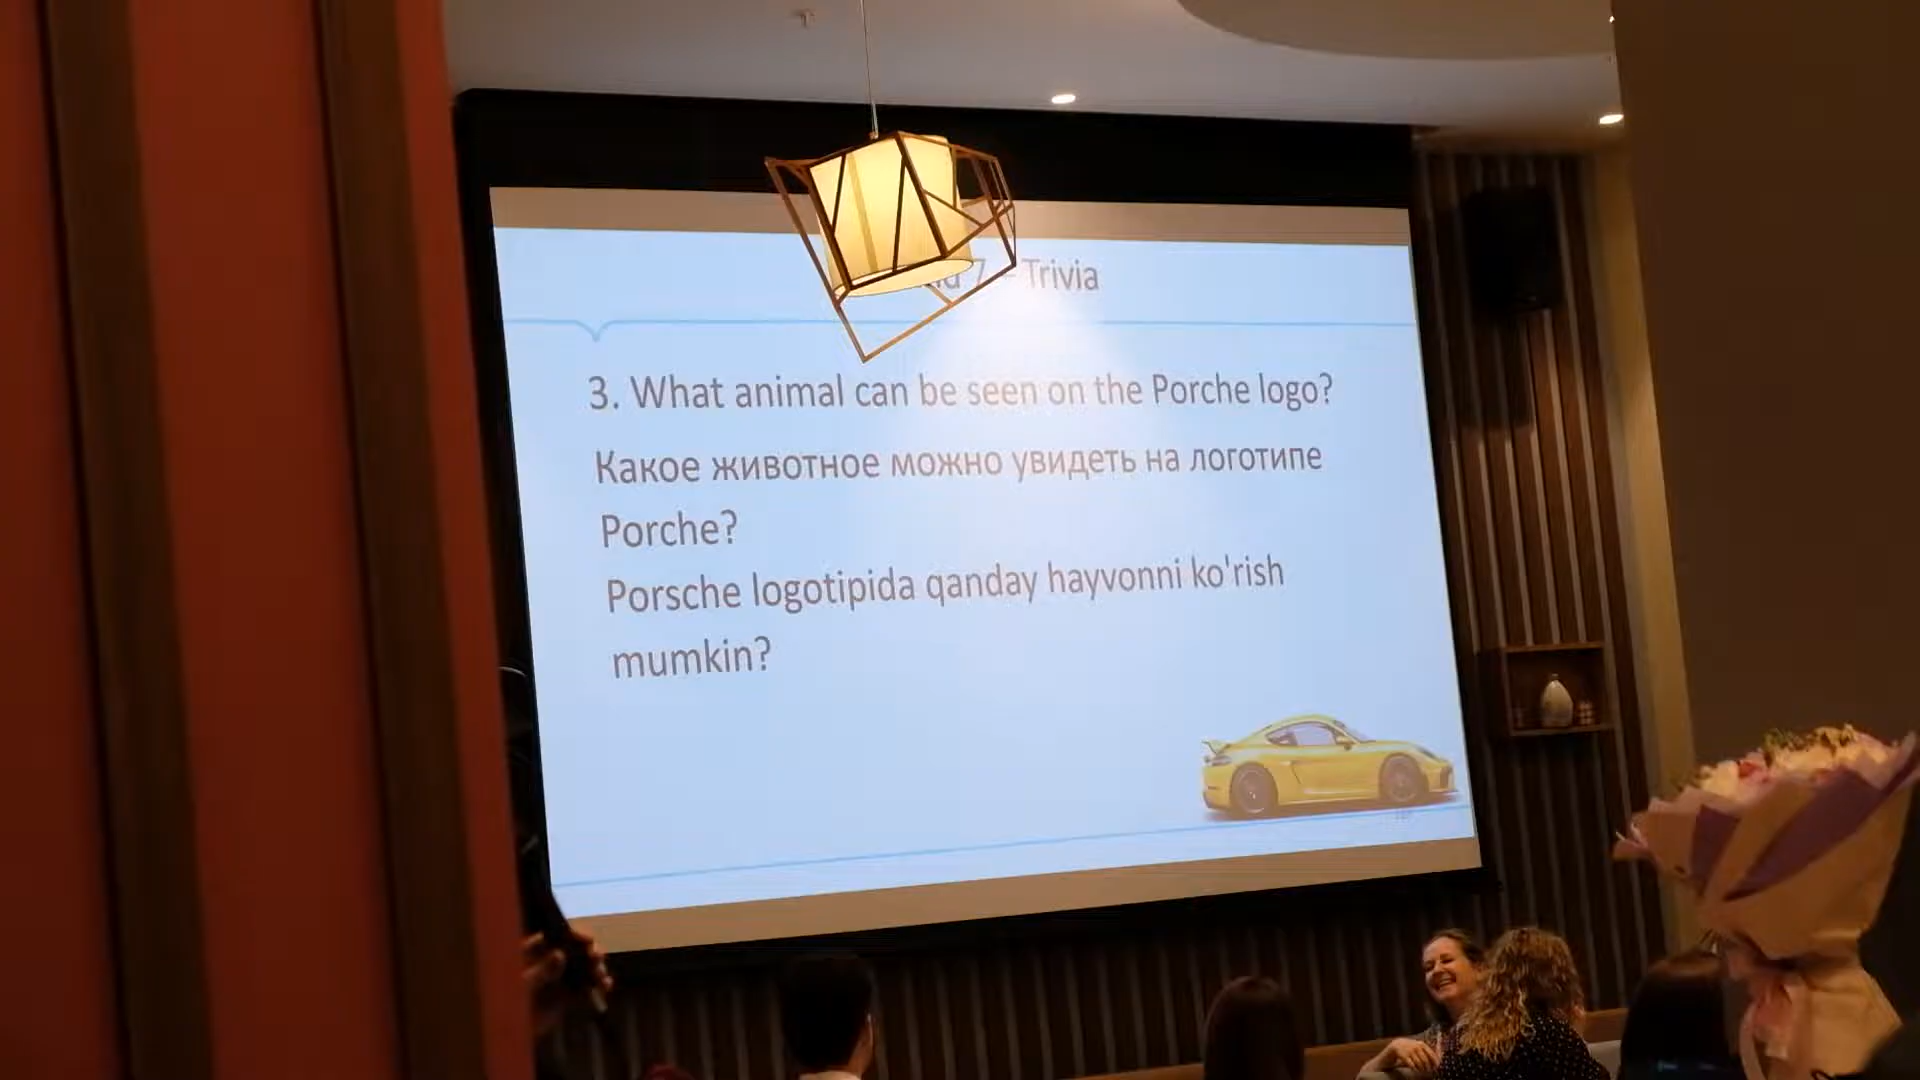 7 - Trivia
3. What animal can be seen on the Porche logo?
Какое животное можно увидеть на логотипе
Porche?
Porsche logotipida qanday hayvonni ko'rish
mumkin?